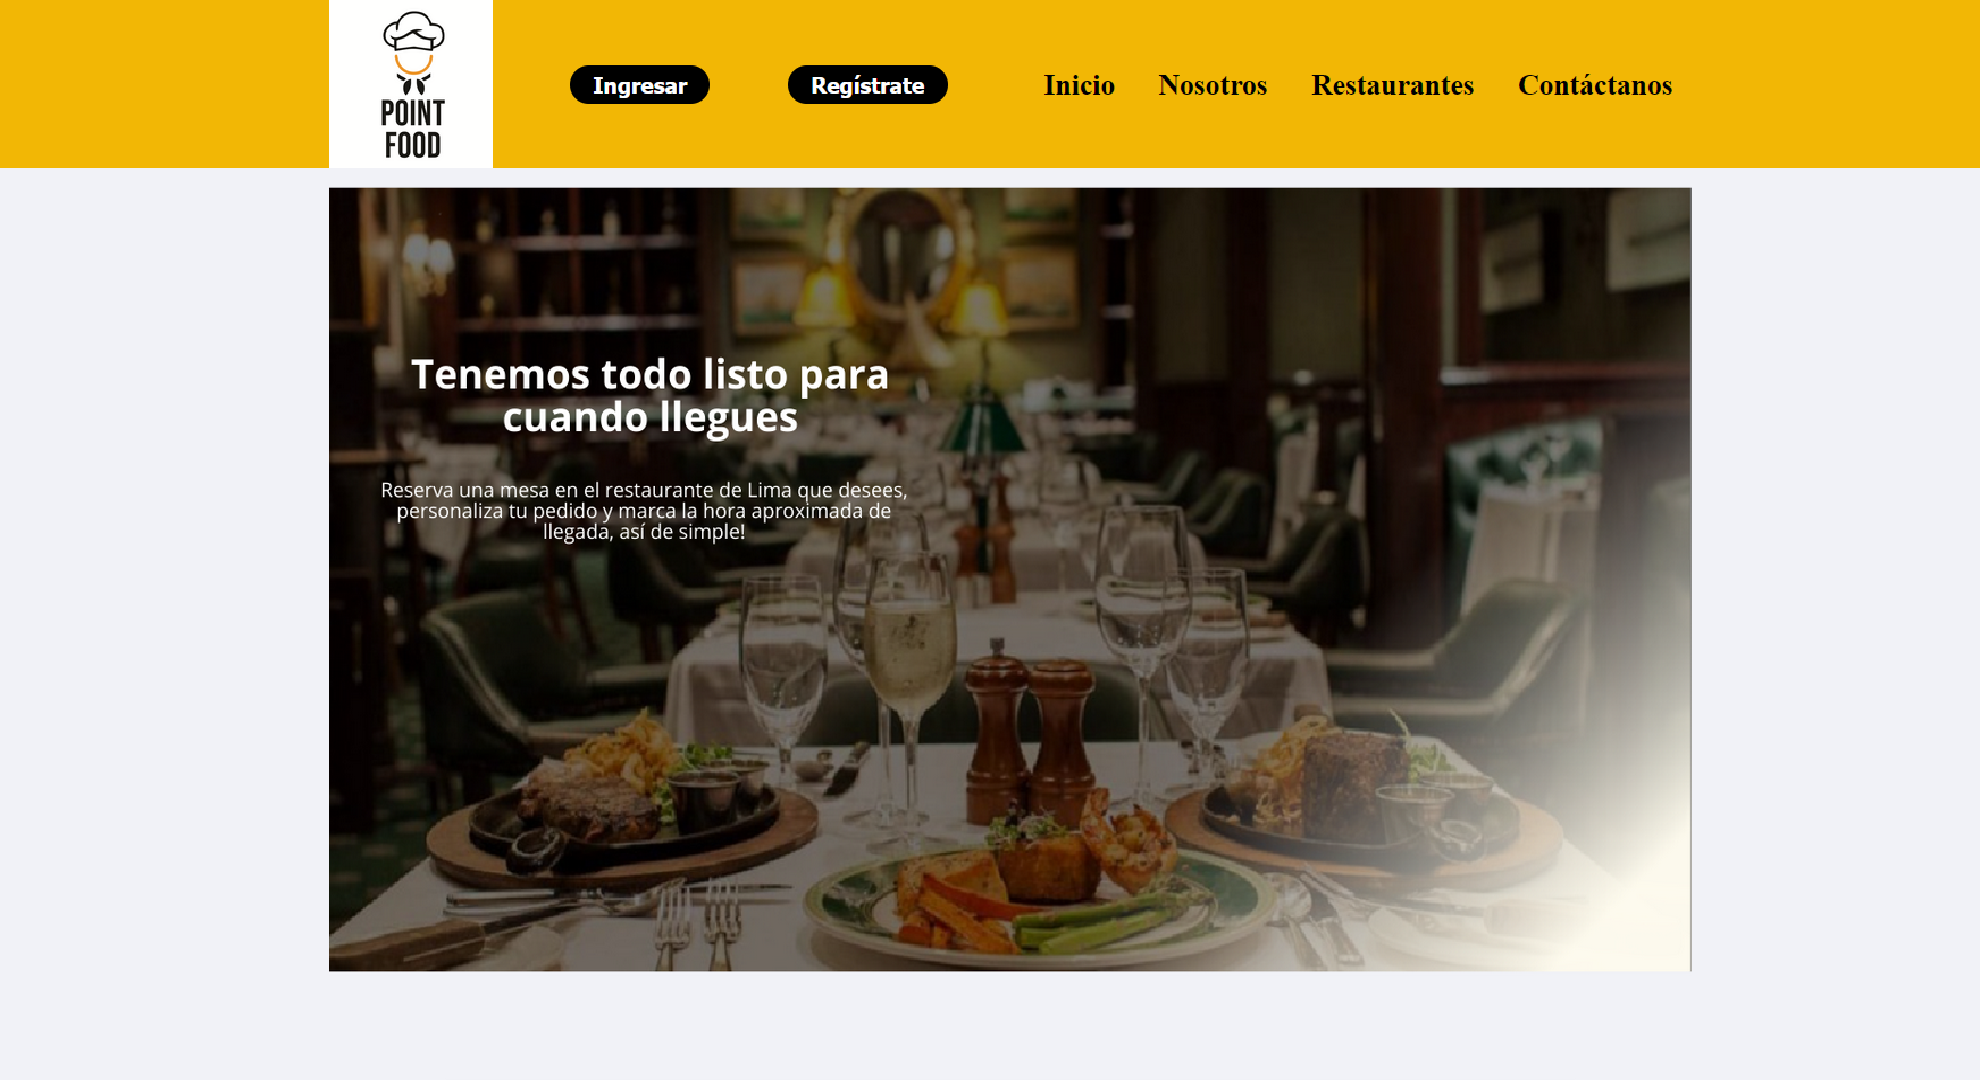 POINT
FOOD
Ingresar
Regístrate
Inicio
Nosotros
Restaurantes
Contáctanos
Tenemos todo listo para
cuando llegues
Reserva una mesa en el restaurante de Lima que desees,
personaliza tu pedido y marca la hora aproximada de
llegada, así de simple!